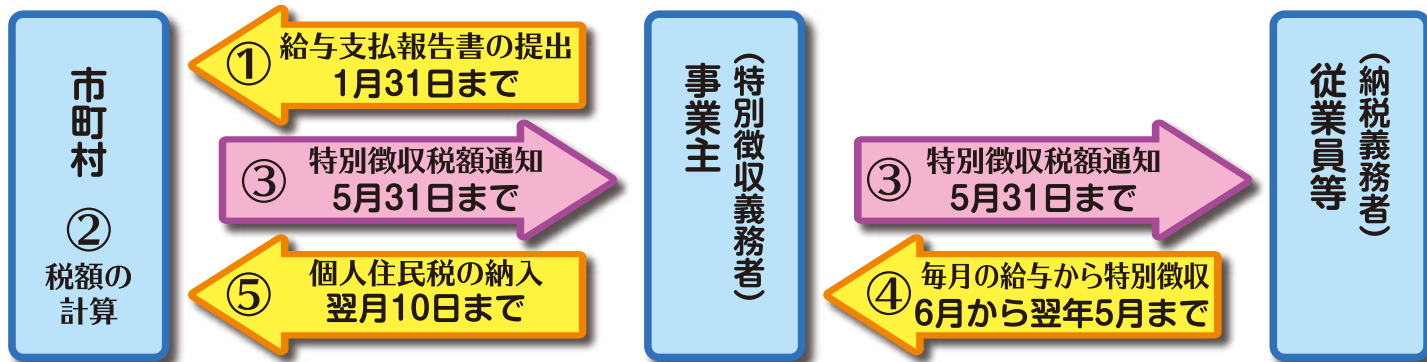 市町村
②
税額の
計算
① 給与支払報告書の提出
1月31日まで
③ 特別徴収税額通知
5月31日まで
⑤ 個人住民税の納入
翌月10日まで
（特別徴収義務者）
事業主
③ 特別徴収税額通知
5月31日まで
④ 毎月の給与から特別徴収
6月から翌年5月まで
（納税義務者）
従業員等